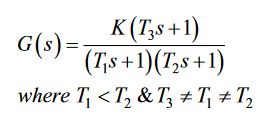 G(s) = K(T₃s+1) / (T₁s+1)(T₂s+1)
where T₁ < T₂ & T₃ ≠ T₁ ≠ T₂